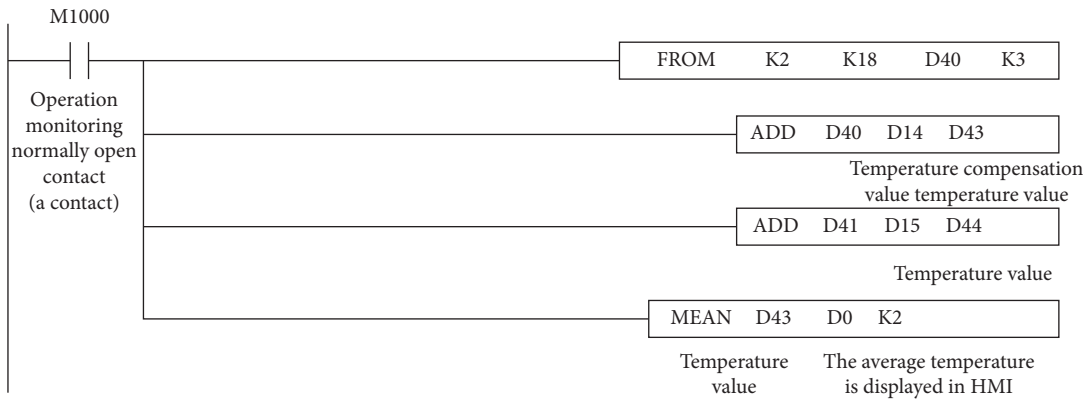 M1000
FROM K2 K18 D40 K3
Operation
monitoring
normally open
contact
(a contact)
ADD D40 D14 D43
Temperature compensation
value temperature value
ADD D41 D15 D44
Temperature value
MEAN D43 D0 K2
Temperature
value
The average temperature
is displayed in HMI